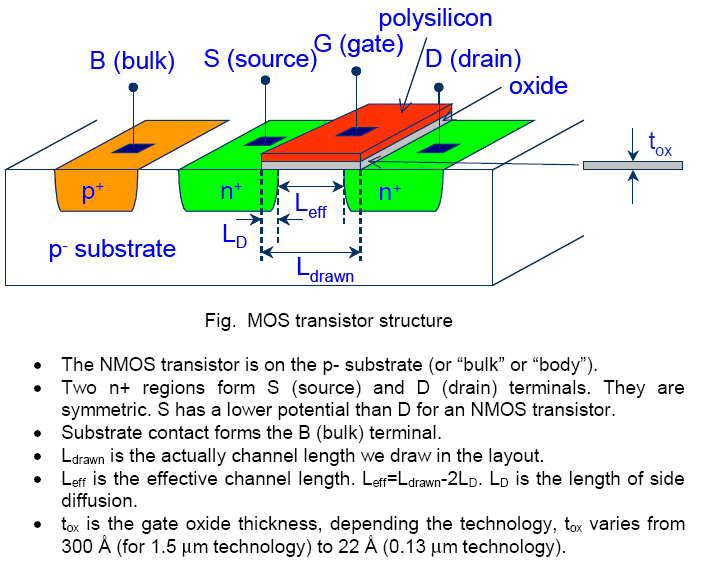 polysilicon
B (bulk) S (source) G (gate) D (drain)
oxide
tox
p+ n+ n+
Leff
LD
p- substrate
Ldrawn
Fig. MOS transistor structure
• The NMOS transistor is on the p- substrate (or “bulk” or “body”).
• Two n+ regions form S (source) and D (drain) terminals. They are
symmetric. S has a lower potential than D for an NMOS transistor.
• Substrate contact forms the B (bulk) terminal.
• Ldrawn is the actually channel length we draw in the layout.
• Leff is the effective channel length. Leff=Ldrawn-2LD. LD is the length of side
diffusion.
• tox is the gate oxide thickness, depending the technology, tox varies from
300 Å (for 1.5 μm technology) to 22 Å (0.13 μm technology).